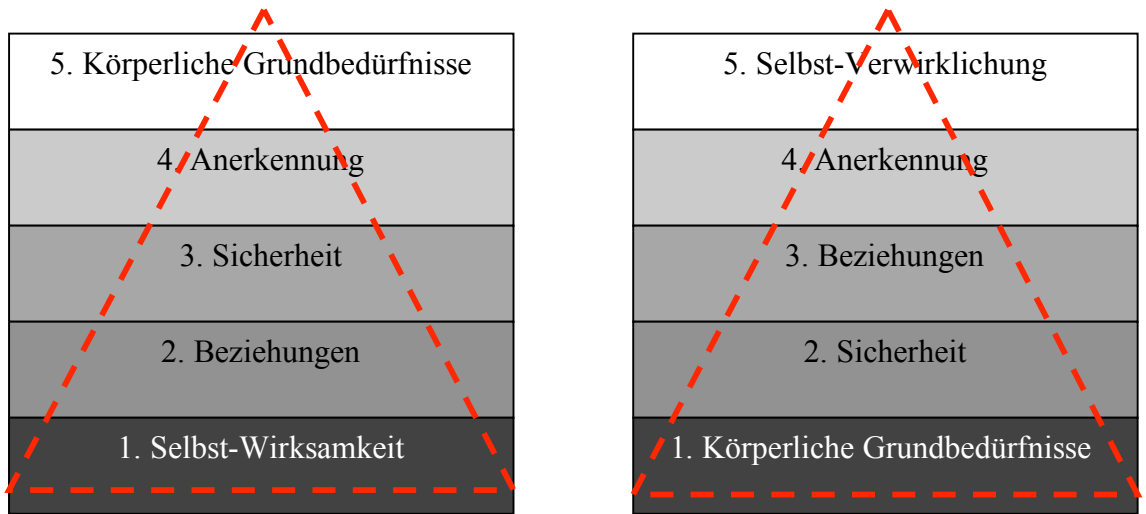 5. Körperliche Grundbedürfnisse
4. Anerkennung
3. Sicherheit
2. Beziehungen
1. Selbst-Wirksamkeit
5. Selbst-Verwirklichung
4. Anerkennung
3. Beziehungen
2. Sicherheit
1. Körperliche Grundbedürfnisse